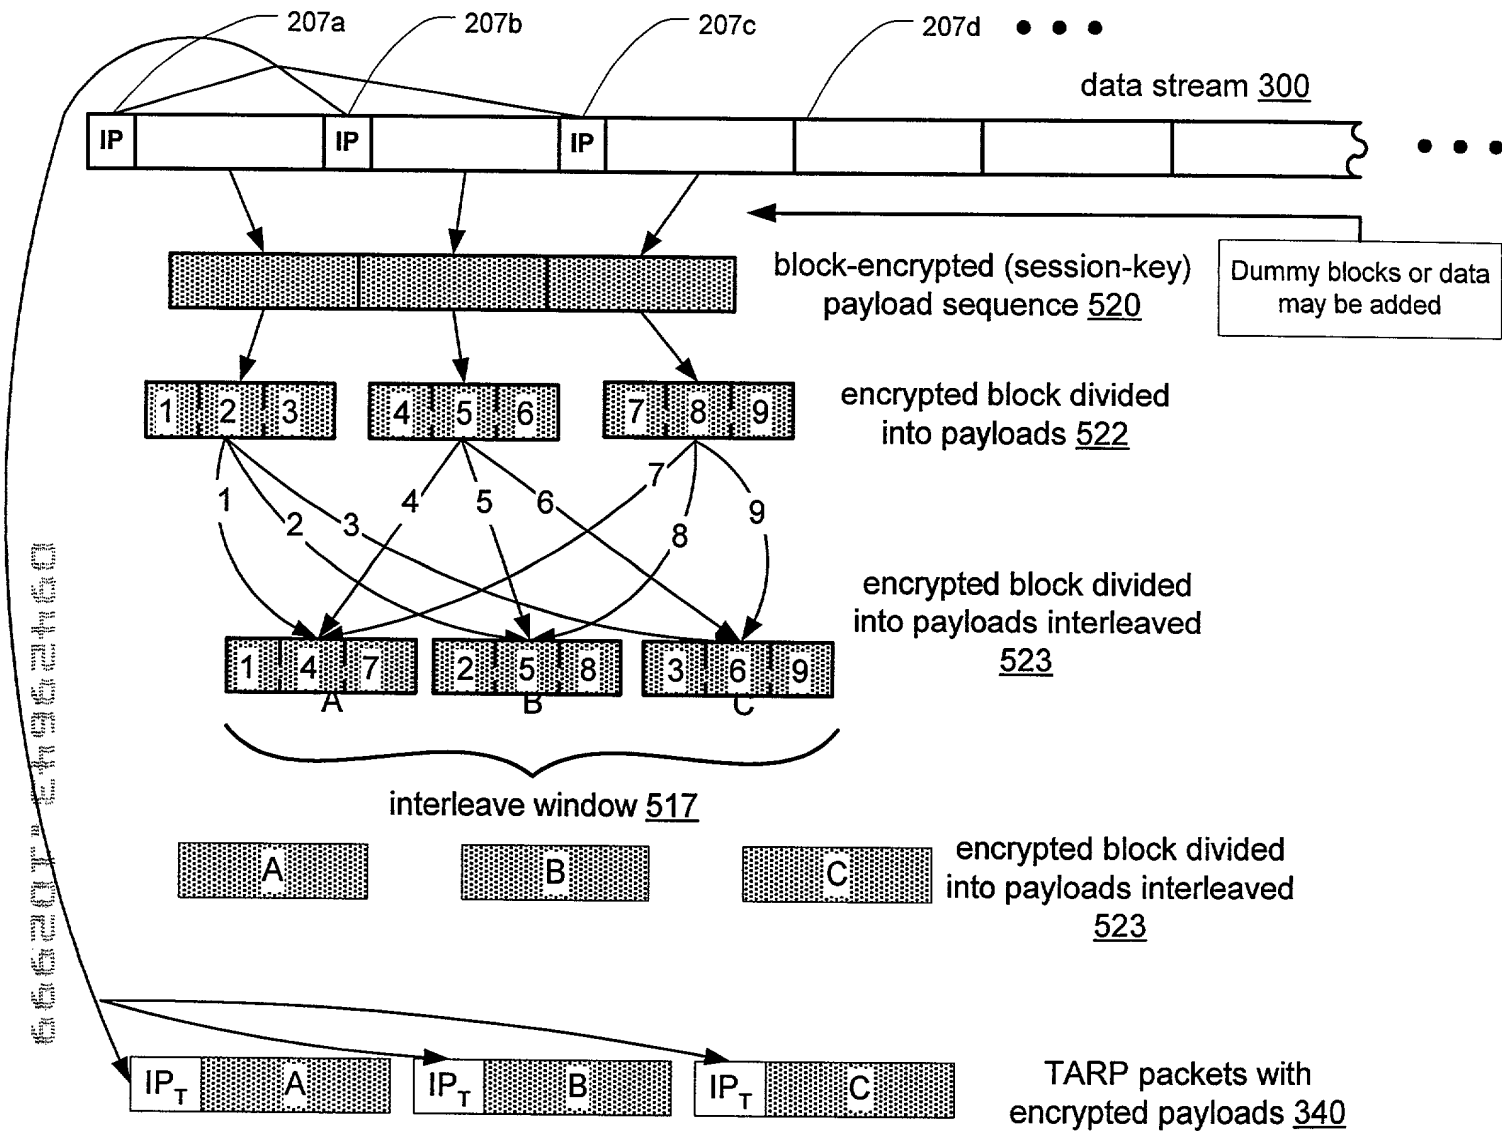 207a 207b 207c 207d
data stream 300
IP IP IP
block-encrypted (session-key)
payload sequence 520
Dummy blocks or data
may be added
1 2 3 4 5 6 7 8 9
encrypted block divided
into payloads 522
1 2 3 4 5 6 7 8 9
encrypted block divided
into payloads interleaved
523
1 4 7 2 5 8 3 6 9
A B C
interleave window 517
A B C
encrypted block divided
into payloads interleaved
523
IPT A IPT B IPT C
TARP packets with
encrypted payloads 340